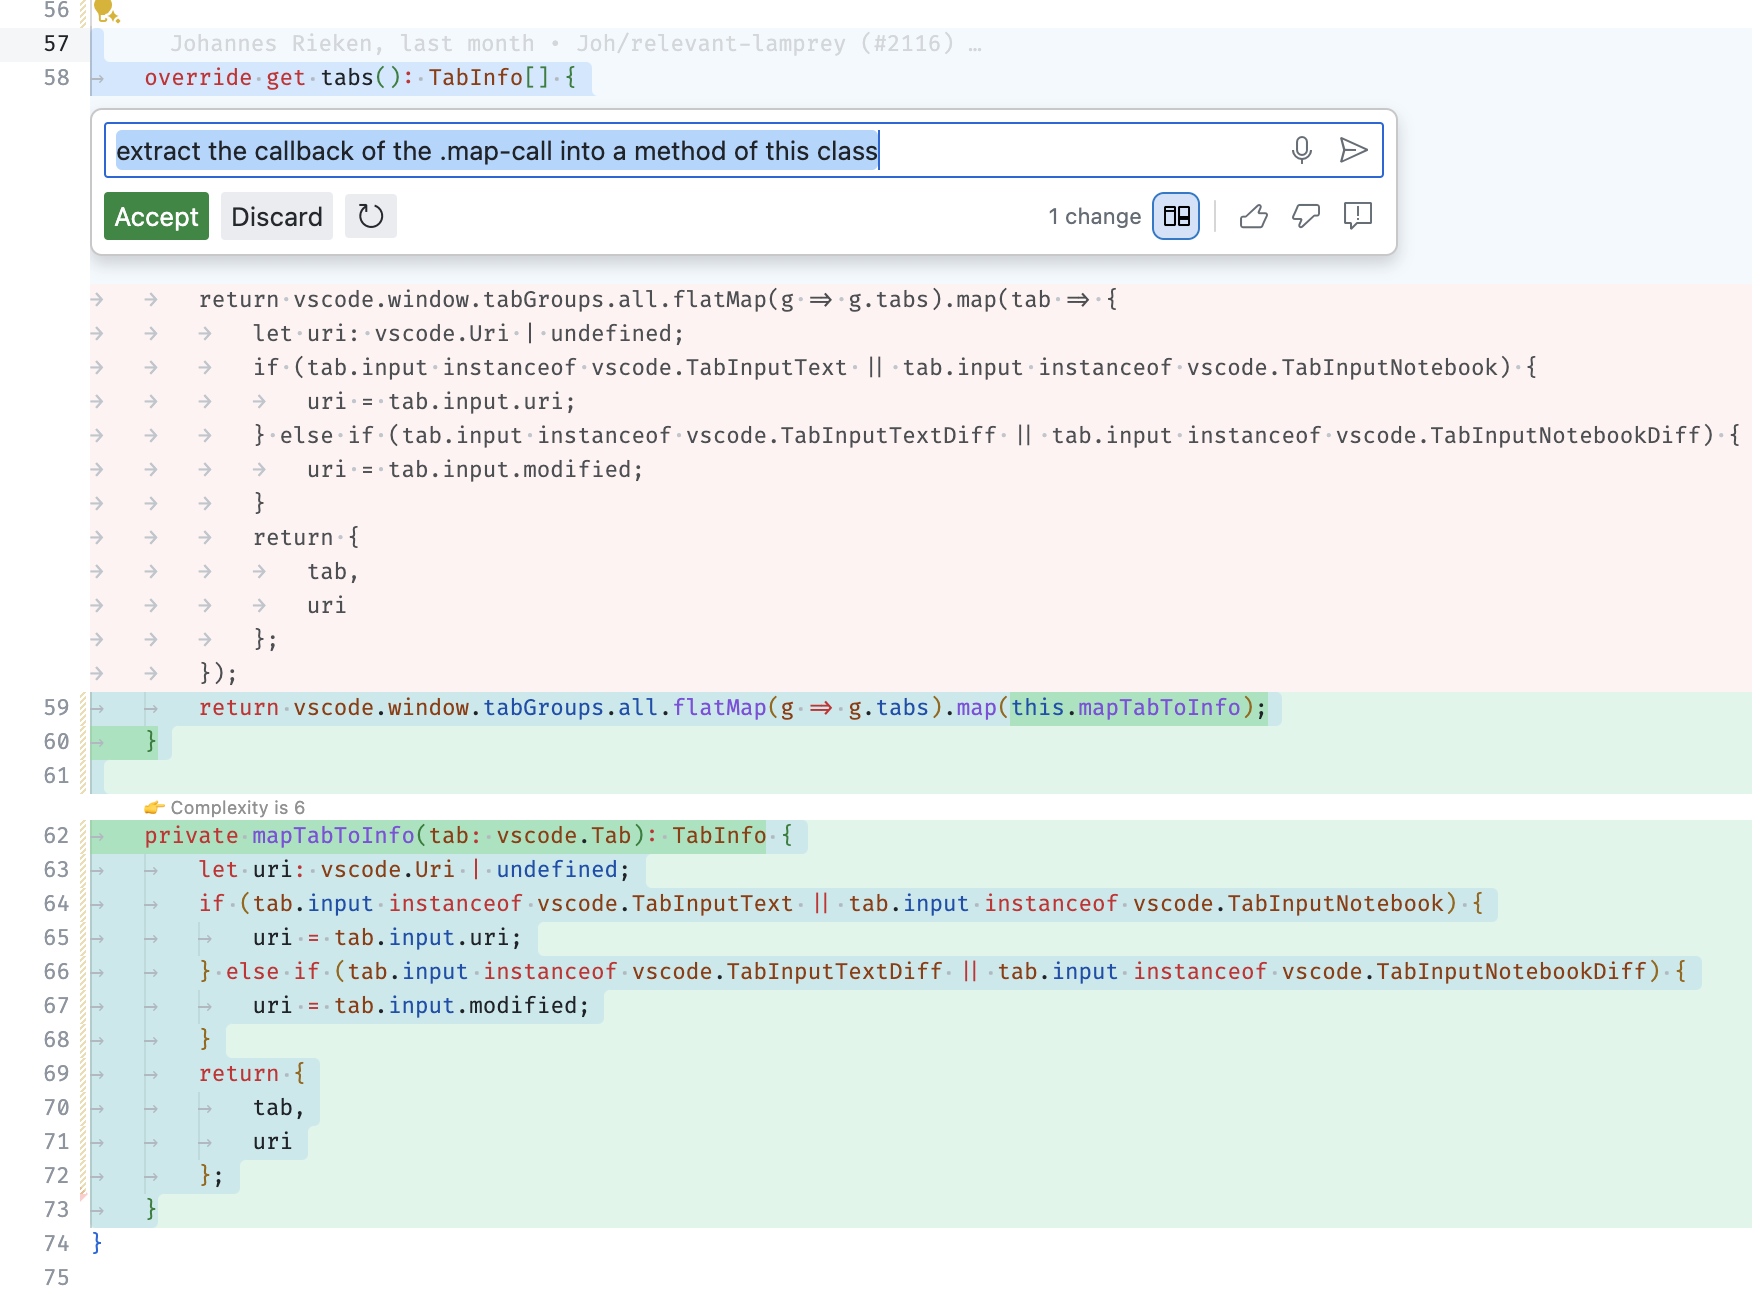 56
57 Johannes Rieken, last month • Joh/relevant-lamprey (#2116) …
58 override get tabs(): TabInfo[] {
extract the callback of the .map-call into a method of this class
Accept Discard 1 change
return vscode.window.tabGroups.all.flatMap(g => g.tabs).map(tab => {
let uri: vscode.Uri | undefined;
if (tab.input instanceof vscode.TabInputText || tab.input instanceof vscode.TabInputNotebook) {
uri = tab.input.uri;
} else if (tab.input instanceof vscode.TabInputTextDiff || tab.input instanceof vscode.TabInputNotebookDiff) {
uri = tab.input.modified;
}
return {
tab,
uri
};
});
59 return vscode.window.tabGroups.all.flatMap(g => g.tabs).map(this.mapTabToInfo);
60 }
61
👉 Complexity is 6
62 private mapTabToInfo(tab: vscode.Tab): TabInfo {
63 let uri: vscode.Uri | undefined;
64 if (tab.input instanceof vscode.TabInputText || tab.input instanceof vscode.TabInputNotebook) {
65 uri = tab.input.uri;
66 } else if (tab.input instanceof vscode.TabInputTextDiff || tab.input instanceof vscode.TabInputNotebookDiff) {
67 uri = tab.input.modified;
68 }
69 return {
70 tab,
71 uri
72 };
73 }
74 }
75